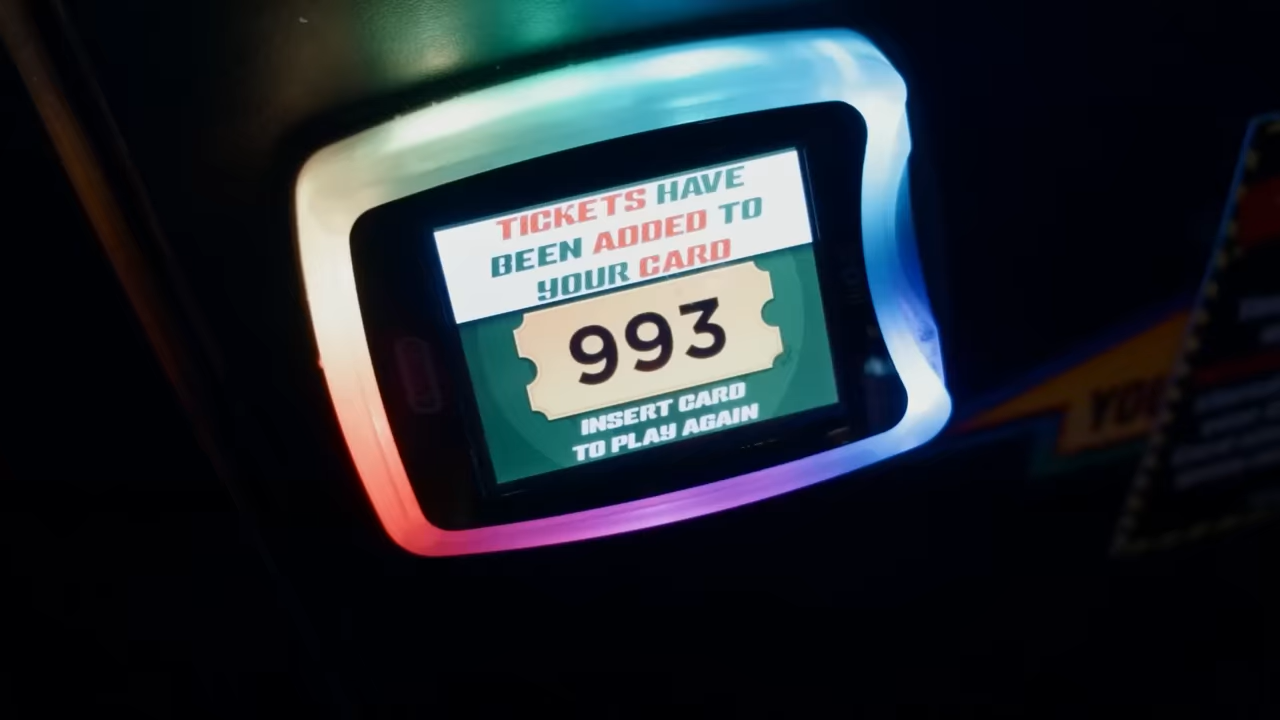 TICKETS HAVE
BEEN ADDED TO
YOUR CARD
993
INSERT CARD
TO PLAY AGAIN